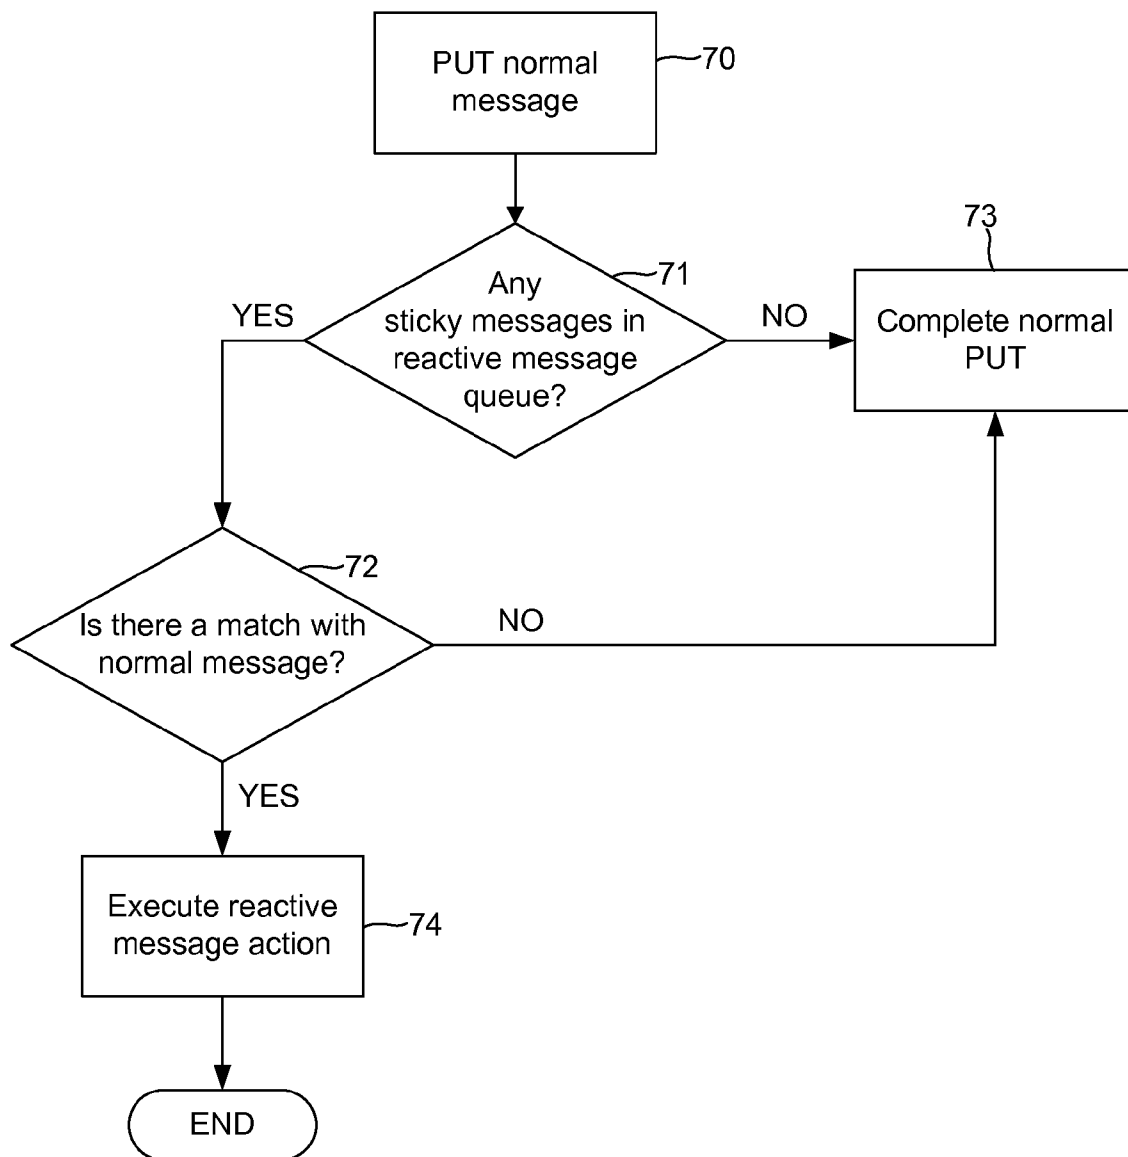 PUT normal
message
70
73
Any
sticky messages in
reactive message
queue?
71
YES
NO
Complete normal
PUT
72
Is there a match with
normal message?
NO
YES
Execute reactive
message action
74
END